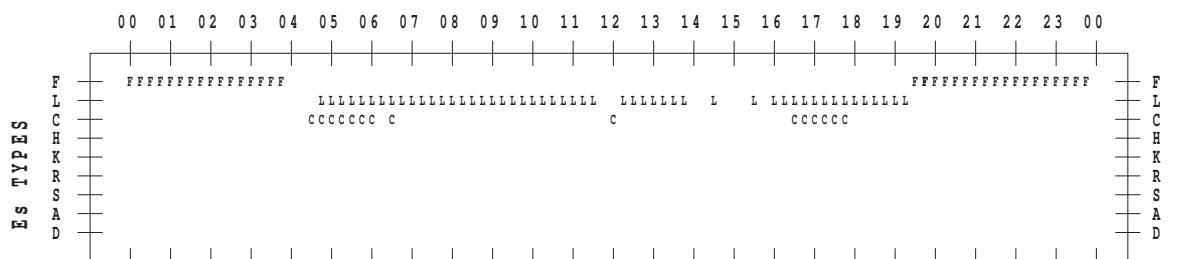 00 01 02 03 04 05 06 07 08 09 10 11 12 13 14 15 16 17 18 19 20 21 22 23 00
Es TYPES
F FFFFFFFFFFFFFFFF FFFFFFFFFFFFFFFFFF F
L LLLLLLLLLLLLLLLLLLLLLLLLLLLL LLLLLLL L L LLLLLLLLLLLLLL L
C CCCCCCC C C CCCCCC C
H H
K K
R R
S S
A A
D D